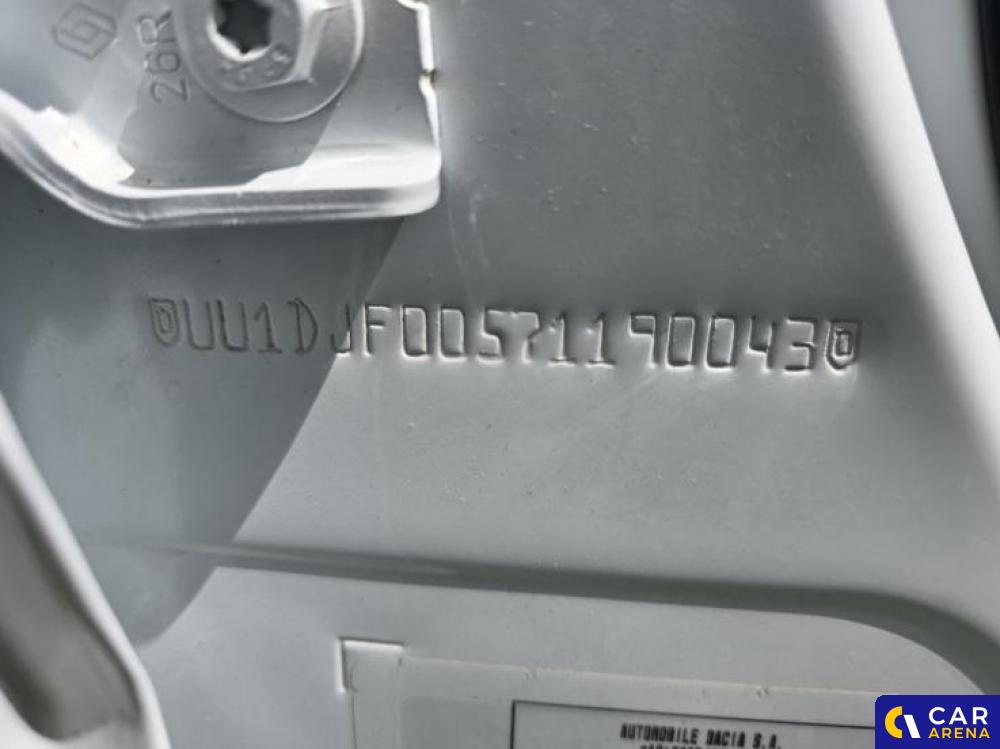 26R
UU1DJF00571190043
AUTOMOBILE DACIA S.A.
CAR
ARENA